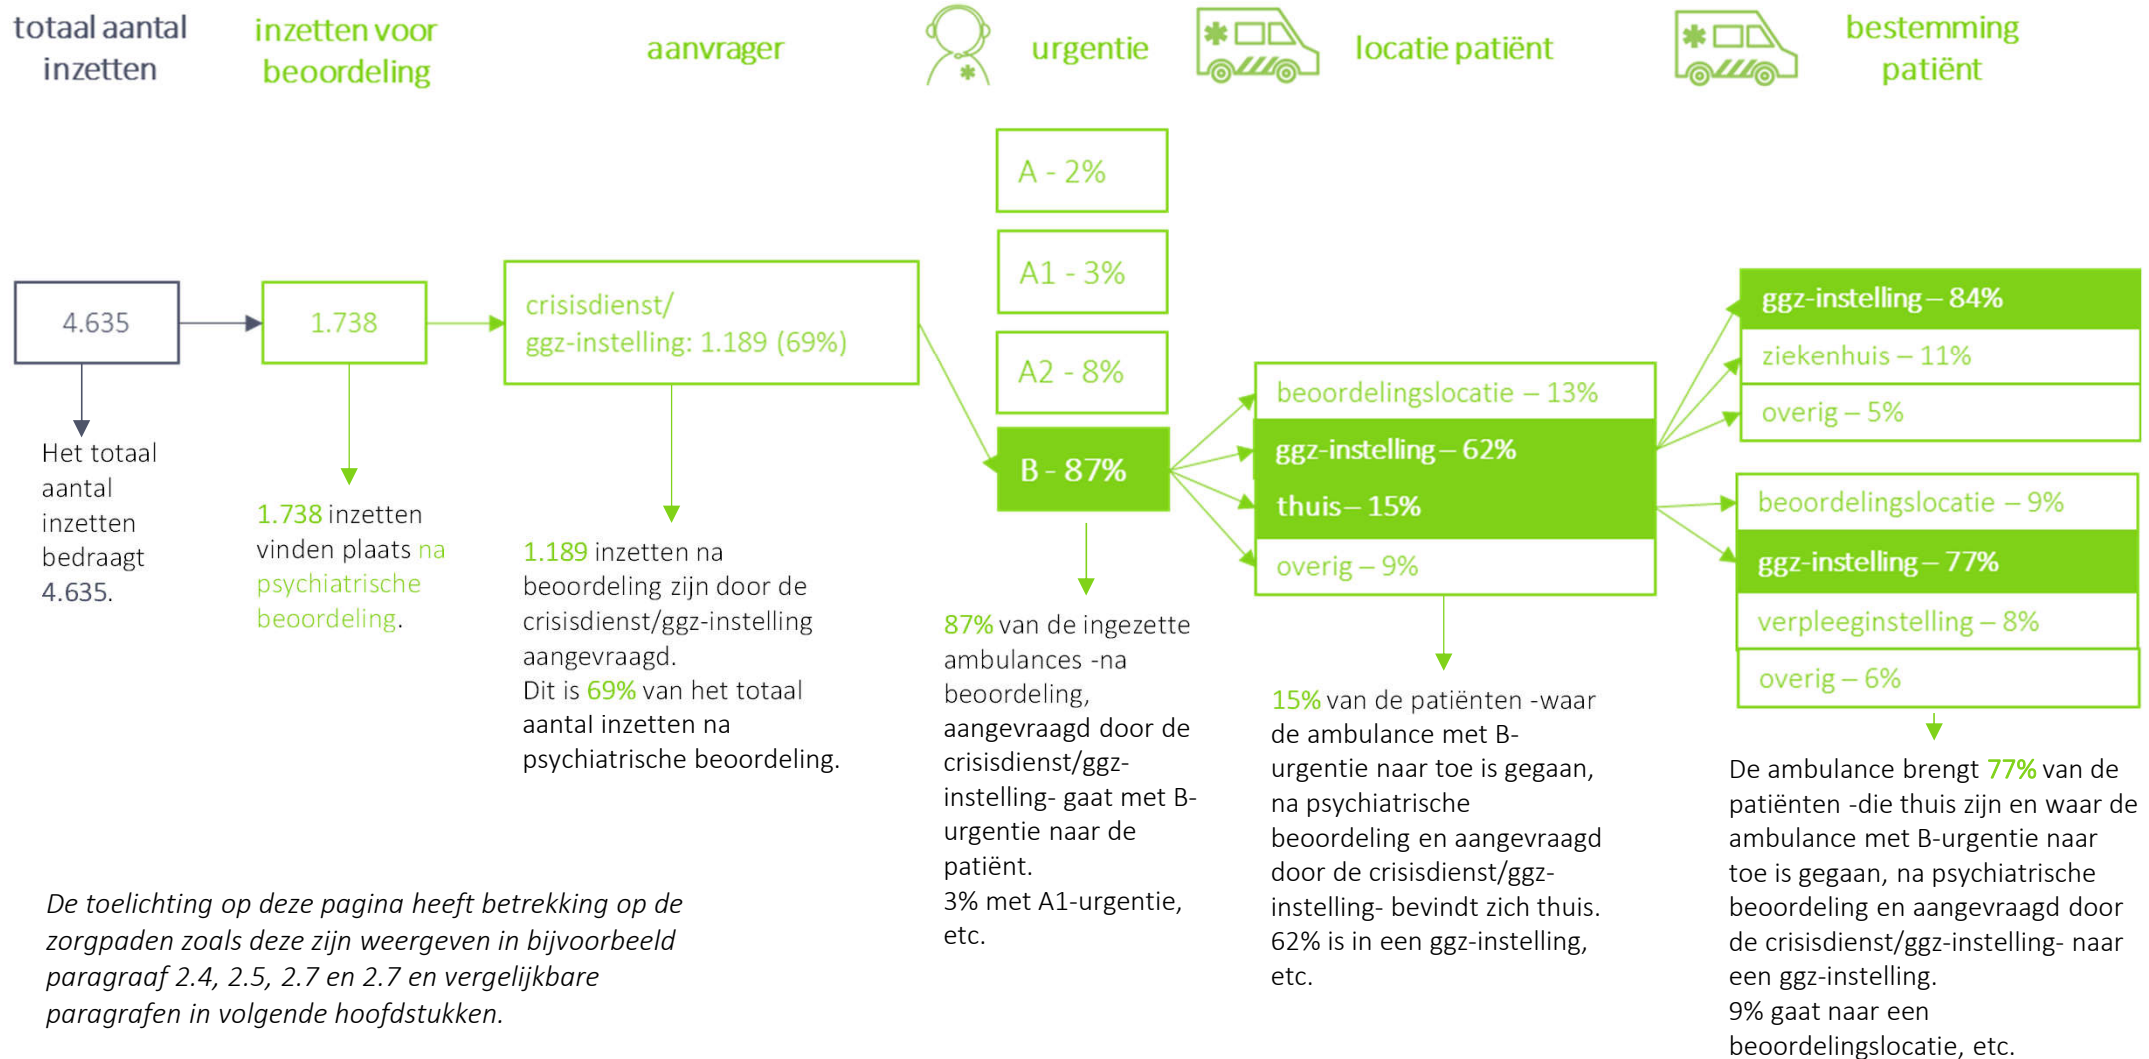 totaal aantal
inzetten
inzetten voor
beoordeling
aanvrager
urgentie
locatie patiënt
bestemming
patiënt
4.635
Het totaal
aantal
inzetten
bedraagt
4.635.
1.738
1.738 inzetten
vinden plaats na
psychiatrische
beoordeling.
crisisdienst/
ggz-instelling: 1.189 (69%)
1.189 inzetten na
beoordeling zijn door de
crisisdienst/ggz-instelling
aangevraagd.
Dit is 69% van het totaal
aantal inzetten na
psychiatrische beoordeling.
A - 2%
A1 - 3%
A2 - 8%
B - 87%
87% van de ingezette
ambulances -na
beoordeling,
aangevraagd door de
crisisdienst/ggz-
instelling- gaat met B-
urgentie naar de
patiënt.
3% met A1-urgentie,
etc.
beoordelingslocatie – 13%
ggz-instelling – 62%
thuis – 15%
overig – 9%
15% van de patiënten -waar
de ambulance met B-
urgentie naar toe is gegaan,
na psychiatrische
beoordeling en aangevraagd
door de crisisdienst/ggz-
instelling- bevindt zich thuis.
62% is in een ggz-instelling,
etc.
ggz-instelling – 84%
ziekenhuis – 11%
overig – 5%
beoordelingslocatie – 9%
ggz-instelling – 77%
verpleeginstelling – 8%
overig – 6%
De ambulance brengt 77% van de
patiënten -die thuis zijn en waar de
ambulance met B-urgentie naar
toe is gegaan, na psychiatrische
beoordeling en aangevraagd door
de crisisdienst/ggz-instelling- naar
een ggz-instelling.
9% gaat naar een
beoordelingslocatie, etc.
De toelichting op deze pagina heeft betrekking op de
zorgpaden zoals deze zijn weergeven in bijvoorbeeld
paragraaf 2.4, 2.5, 2.7 en 2.7 en vergelijkbare
paragrafen in volgende hoofdstukken.